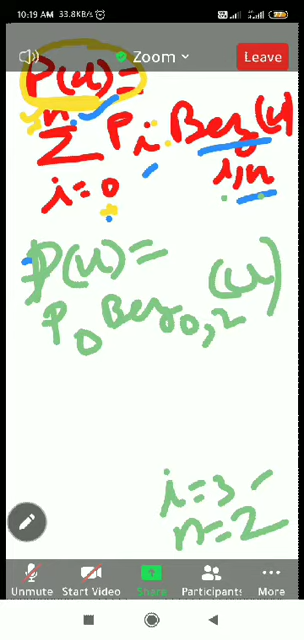 10:19 AM 33.8KB/s
Zoom
Leave
P(u)=
n
Σ Pi. Bez (u)
i=0 i,n
P(u)=
P0 Bez0,2 (u)
i=3
n=2
Unmute Start Video Share Participants More